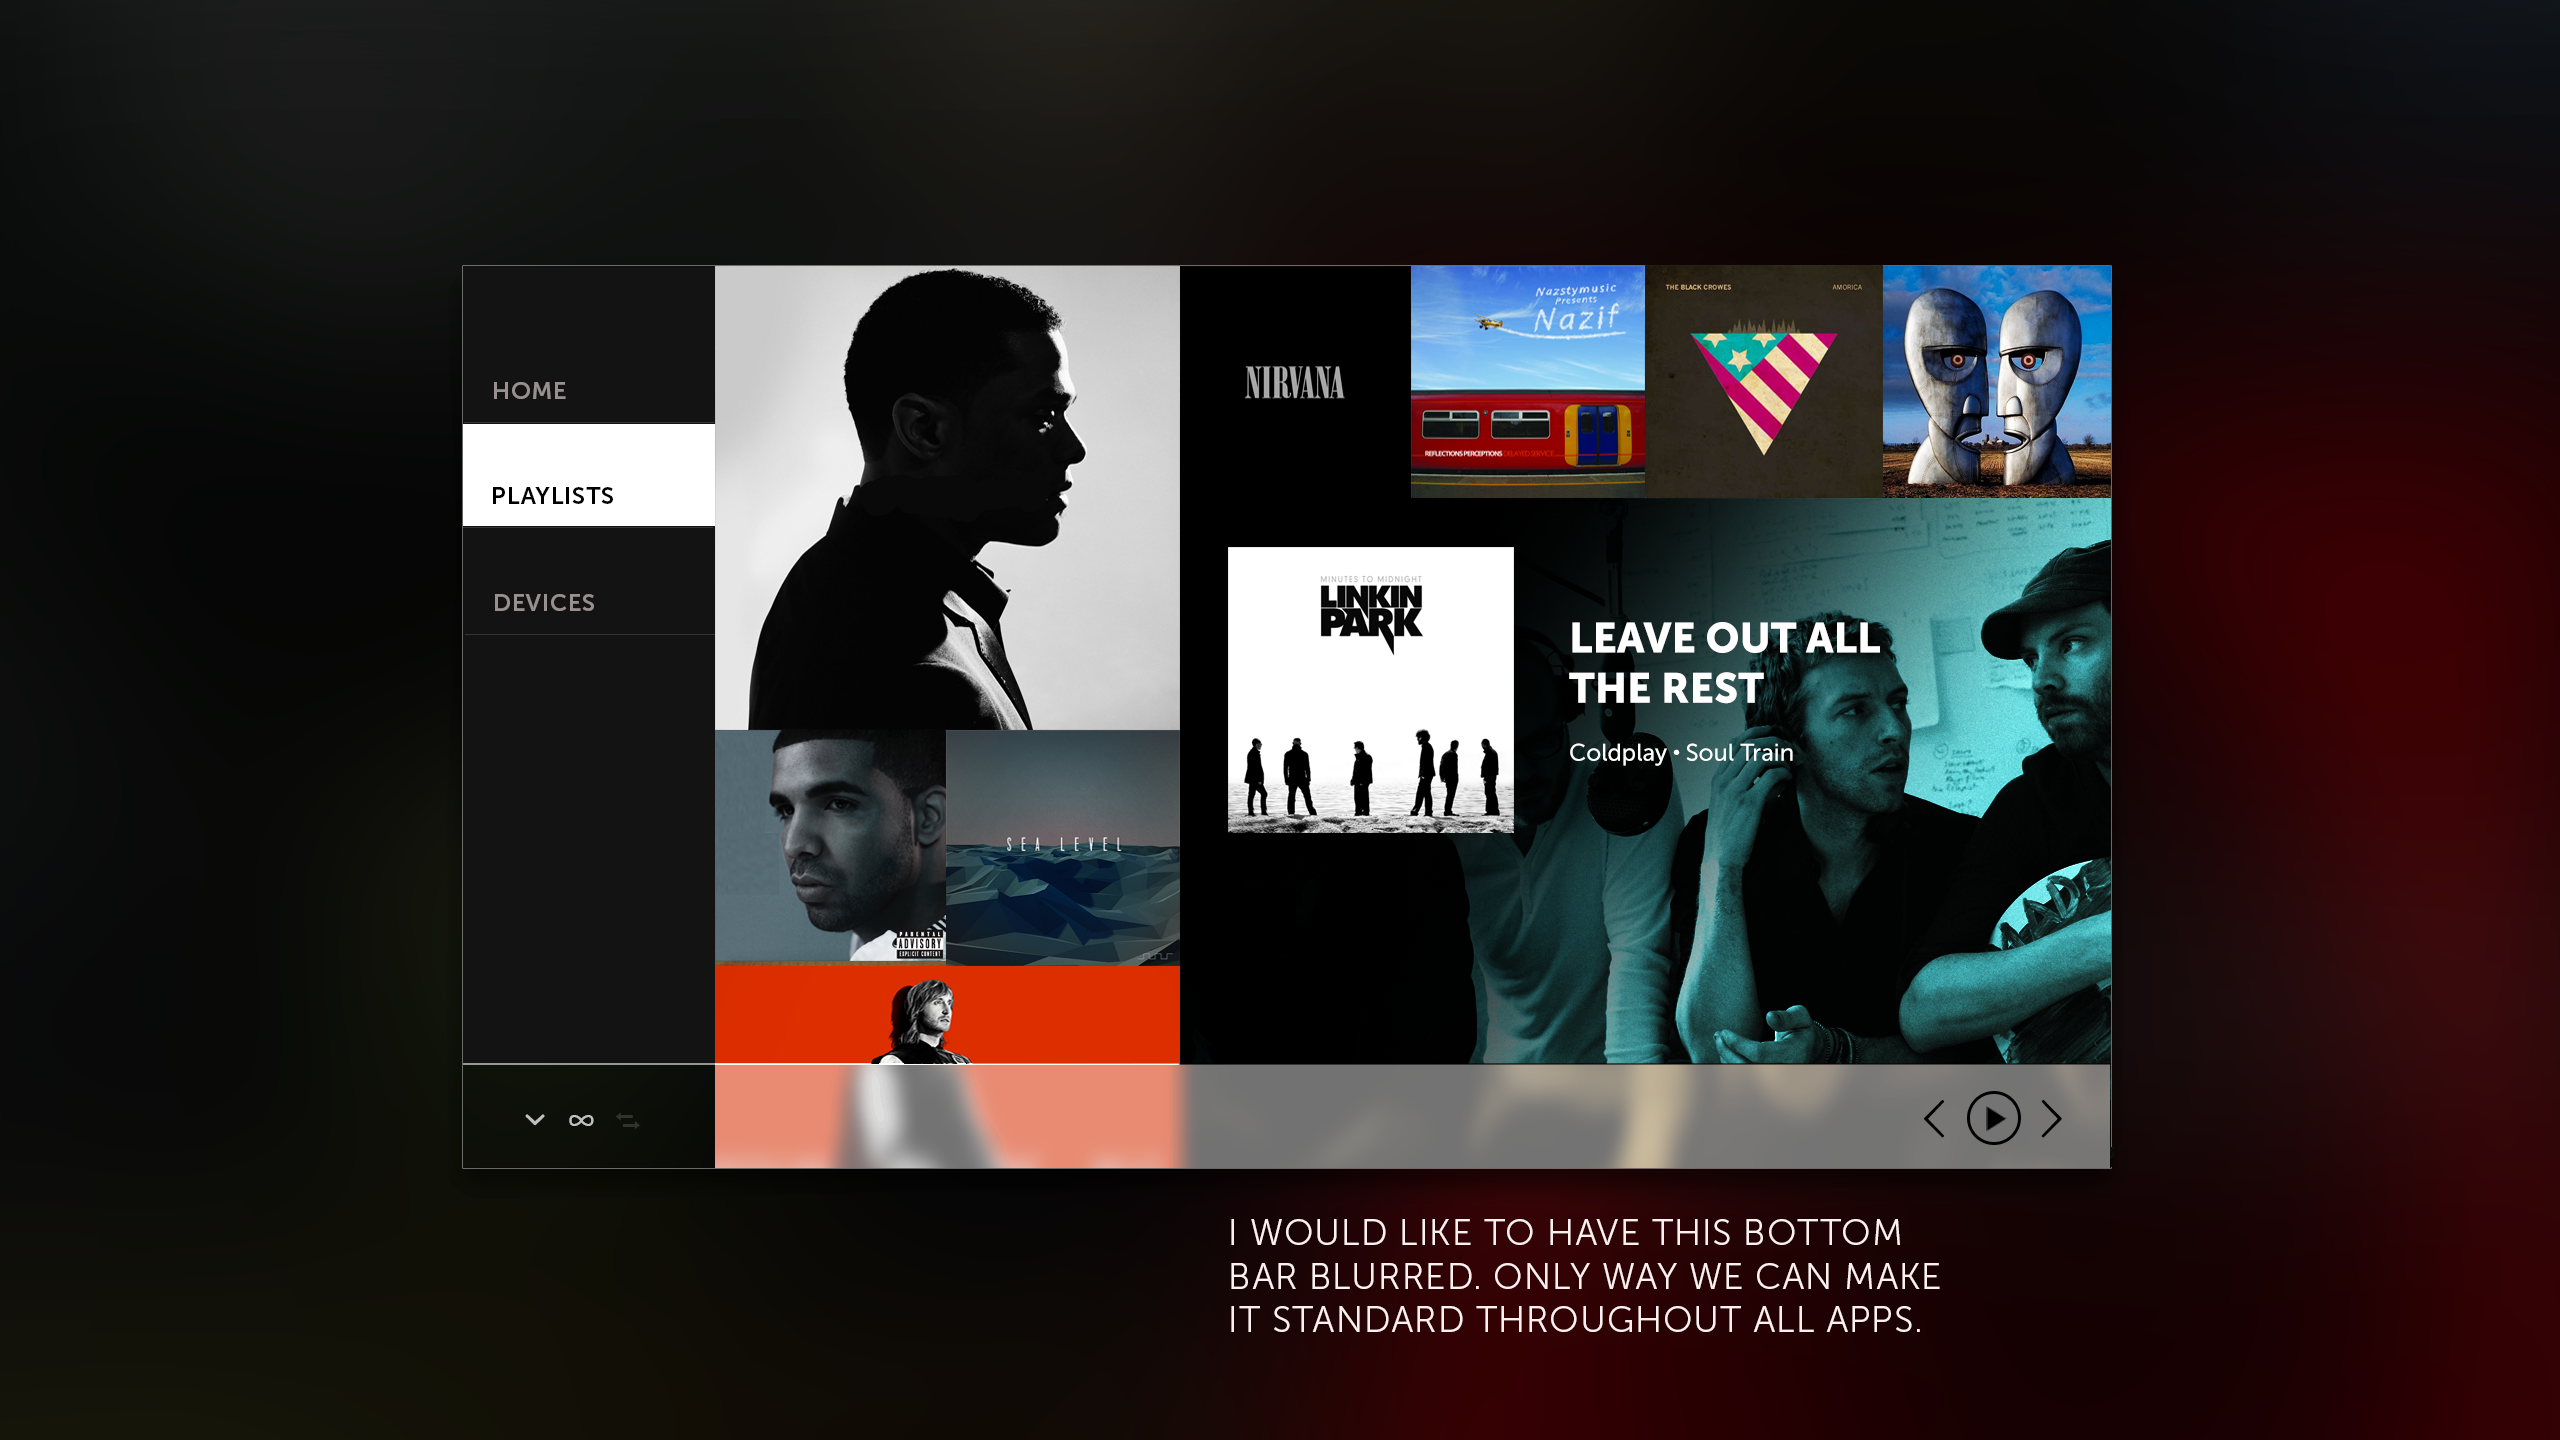 HOME
PLAYLISTS
DEVICES
NIRVANA
Nazstymusic
Presents
Nazif
REFLECTIONS PERCEPTIONS DELAYED SERVICE
THE BLACK CROWES
AMORICA
MINUTES TO MIDNIGHT
LINKIN
PARK
LEAVE OUT ALL
THE REST
Coldplay • Soul Train
PARENTAL
ADVISORY
EXPLICIT CONTENT
SEA LEVEL
I WOULD LIKE TO HAVE THIS BOTTOM
BAR BLURRED. ONLY WAY WE CAN MAKE
IT STANDARD THROUGHOUT ALL APPS.